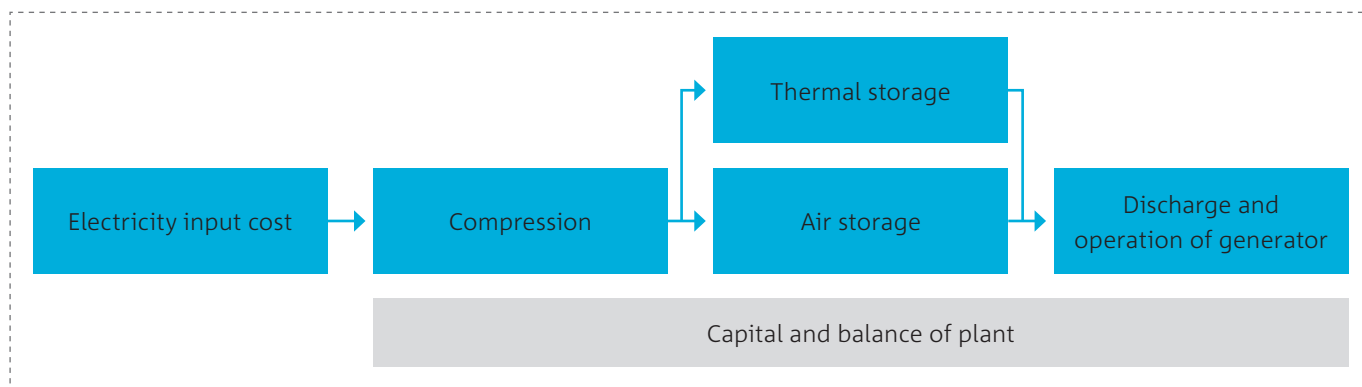 Thermal storage
Electricity input cost
Compression
Air storage
Discharge and
operation of generator
Capital and balance of plant